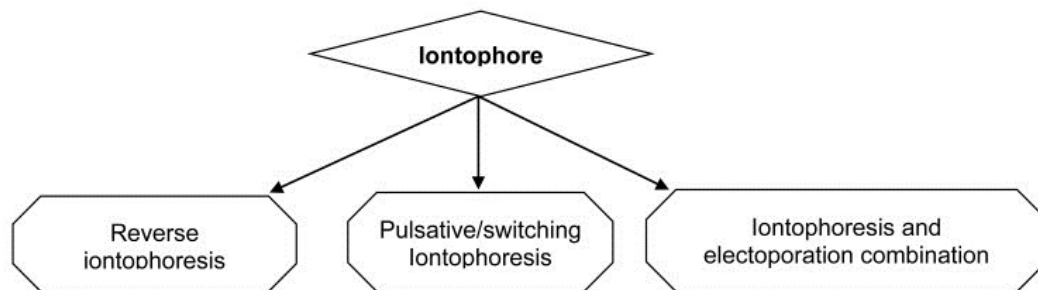 Iontophore
Reverse
iontophoresis
Pulsative/switching
Iontophoresis
Iontophoresis and
electoporation combination